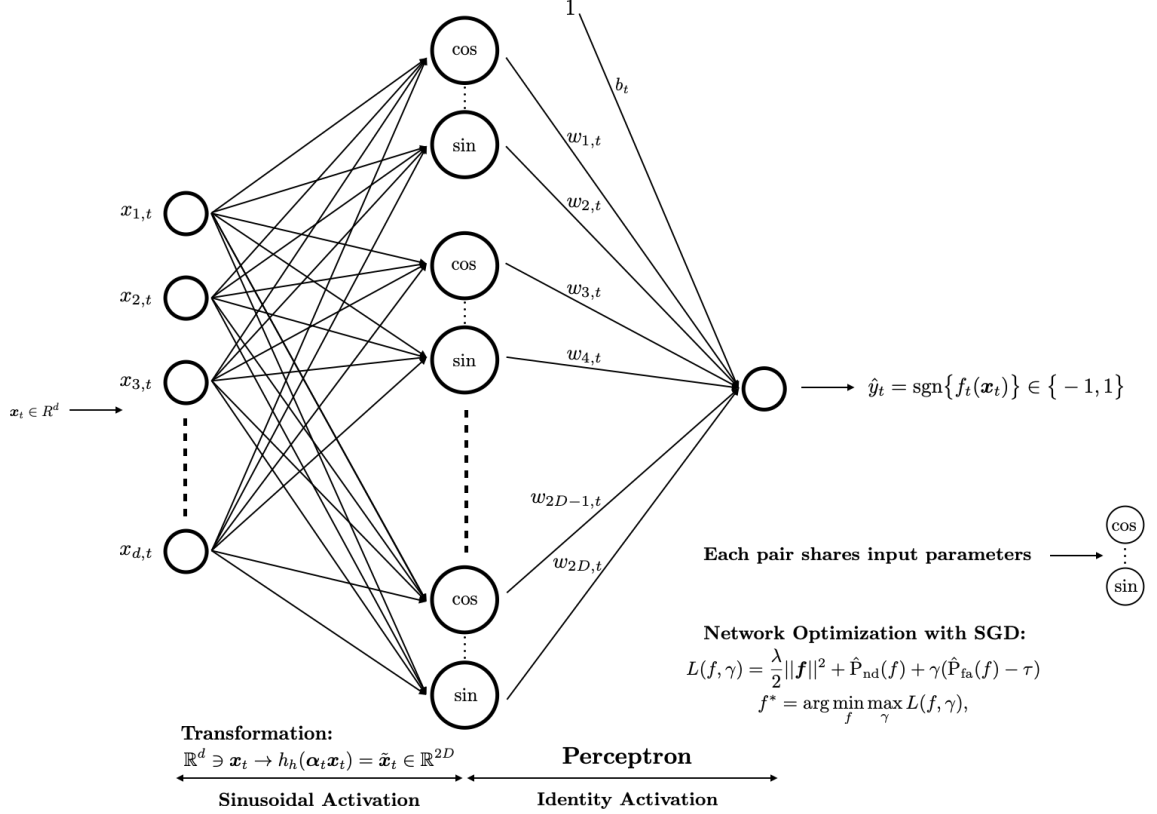 1
cos
b_t
sin
w_{1,t}
w_{2,t}
x_{1,t}
cos
x_{2,t}
w_{3,t}
sin
w_{4,t}
x_{3,t}
𝒙_t ∈ R^d
ŷ_t = sgn{f_t(𝒙_t)} ∈ { − 1, 1}
w_{2D−1,t}
x_{d,t}
w_{2D,t}
cos
sin
Each pair shares input parameters
cos
sin
Network Optimization with SGD:
L(f, γ) = λ/2 ||𝒇||² + P̂_nd(f) + γ(P̂_fa(f) − τ)
f* = arg min_f max_γ L(f, γ),
Transformation:
ℝ^d ∋ 𝒙_t → h_h(𝜶_t𝒙_t) = 𝒙̃_t ∈ ℝ^{2D}
Perceptron
Sinusoidal Activation
Identity Activation